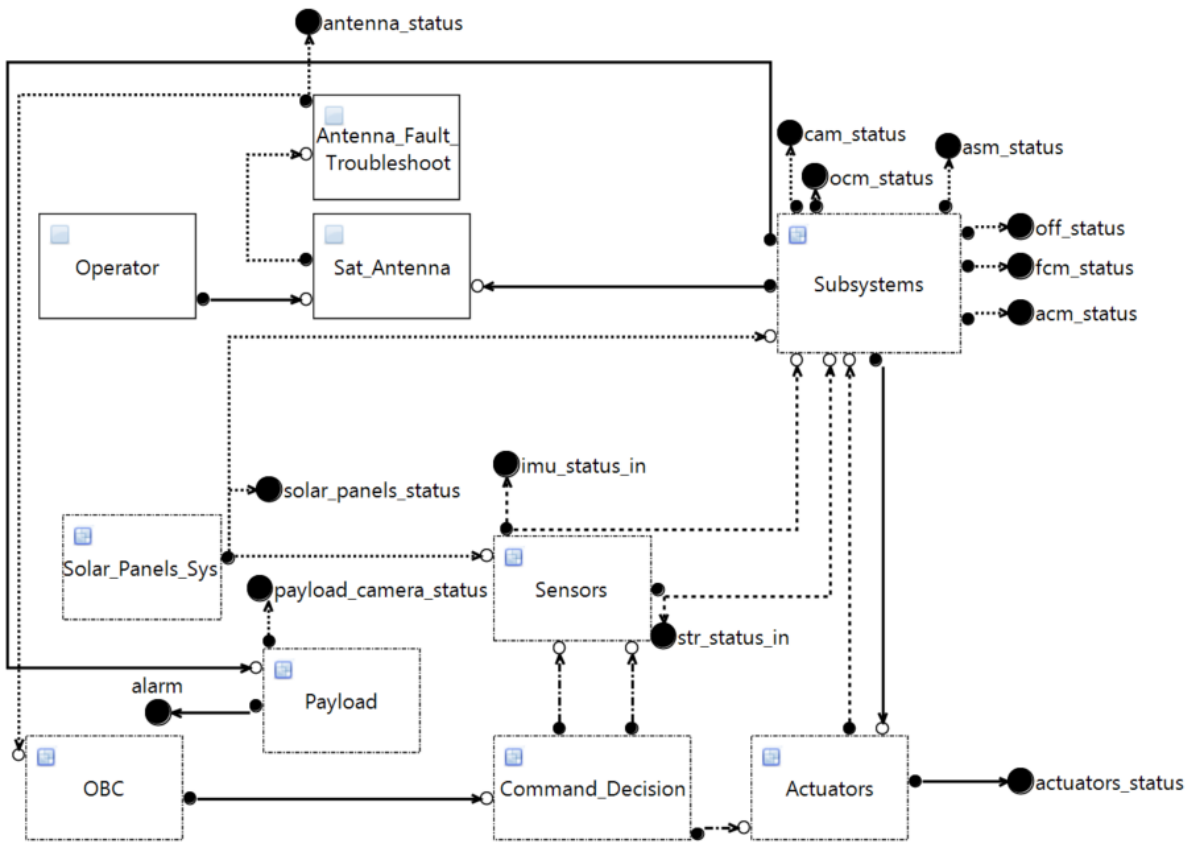 antenna_status
Antenna_Fault_
Troubleshoot
cam_status
asm_status
ocm_status
Operator
Sat_Antenna
Subsystems
off_status
fcm_status
acm_status
imu_status_in
solar_panels_status
Solar_Panels_Sys
payload_camera_status
Sensors
str_status_in
alarm
Payload
OBC
Command_Decision
Actuators
actuators_status